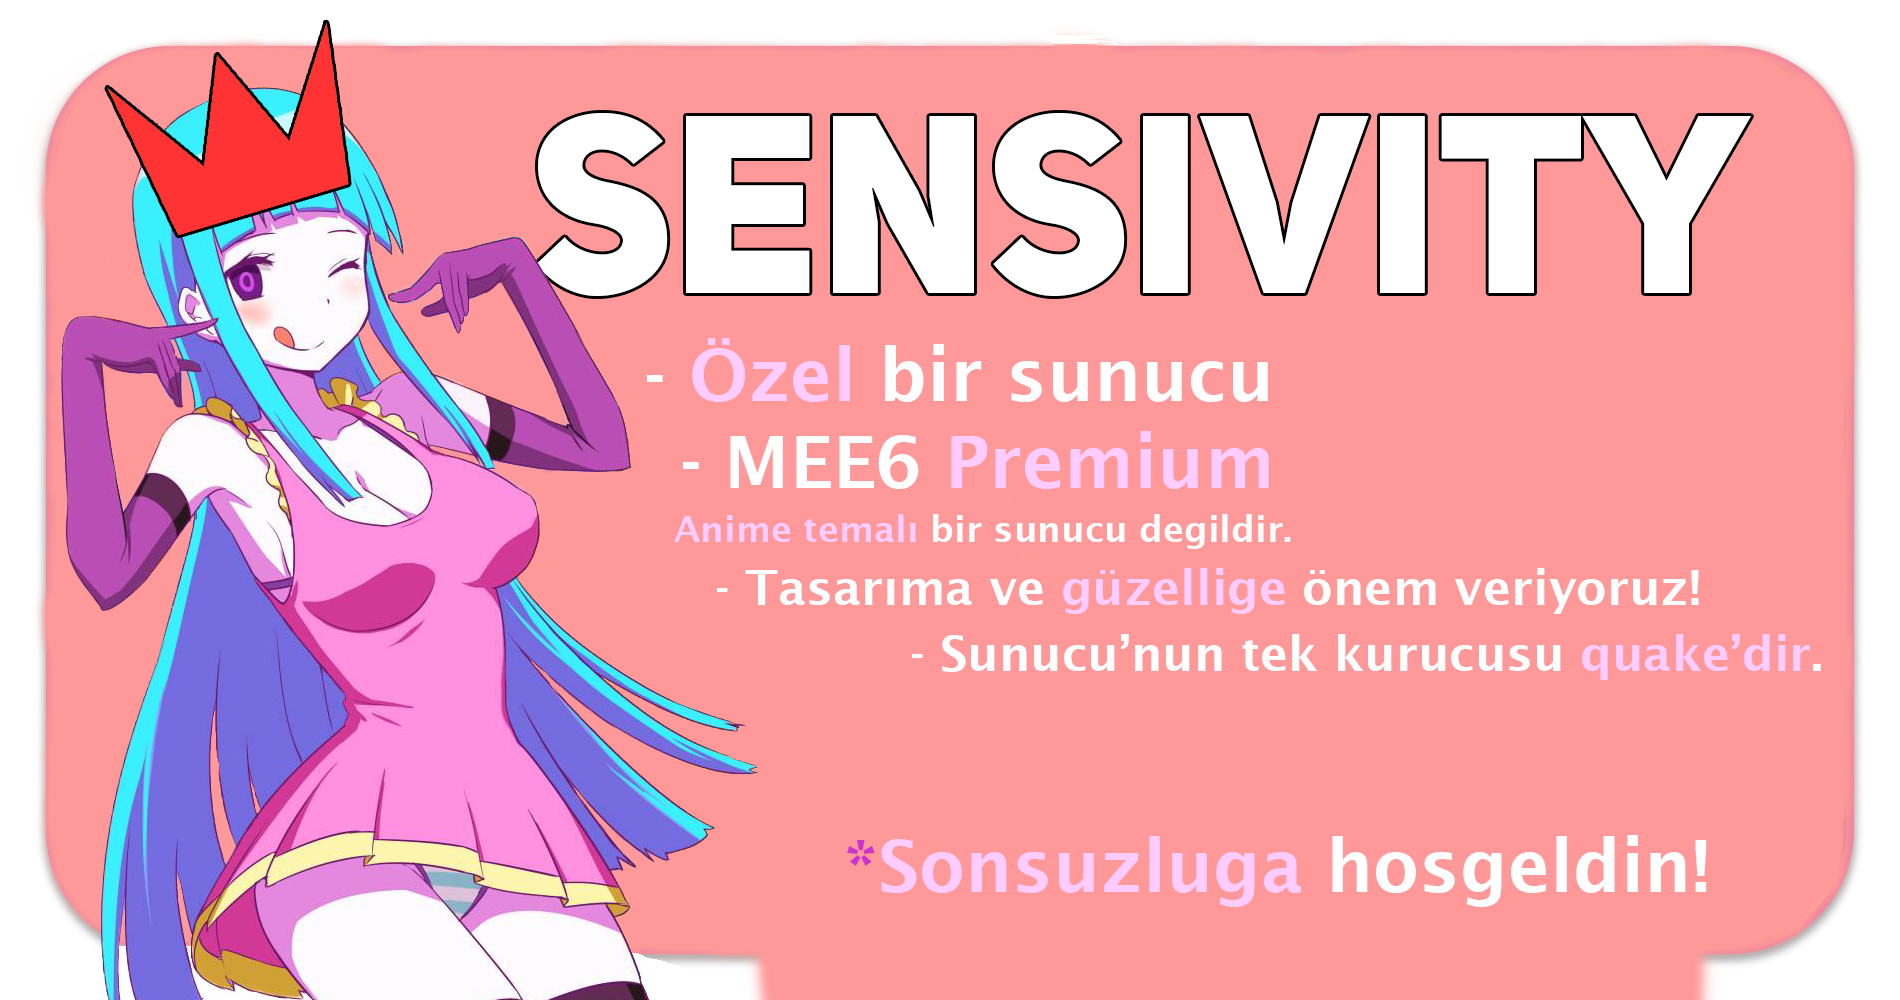 SENSIVITY
- Özel bir sunucu
- MEE6 Premium
Anime temalı bir sunucu degildir.
- Tasarıma ve güzellige önem veriyoruz!
- Sunucu’nun tek kurucusu quake’dir.
*Sonsuzluga hosgeldin!